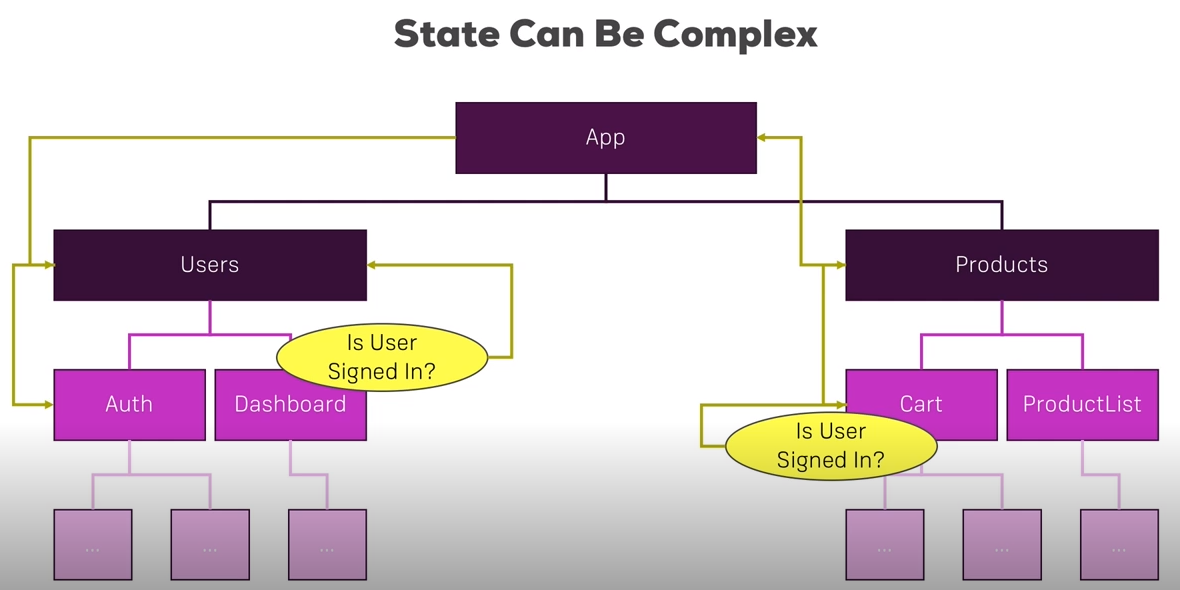 State Can Be Complex
App
Users
Products
Is User
Signed In?
Auth
Dashboard
Cart
ProductList
Is User
Signed In?
...
...
...
...
...
...